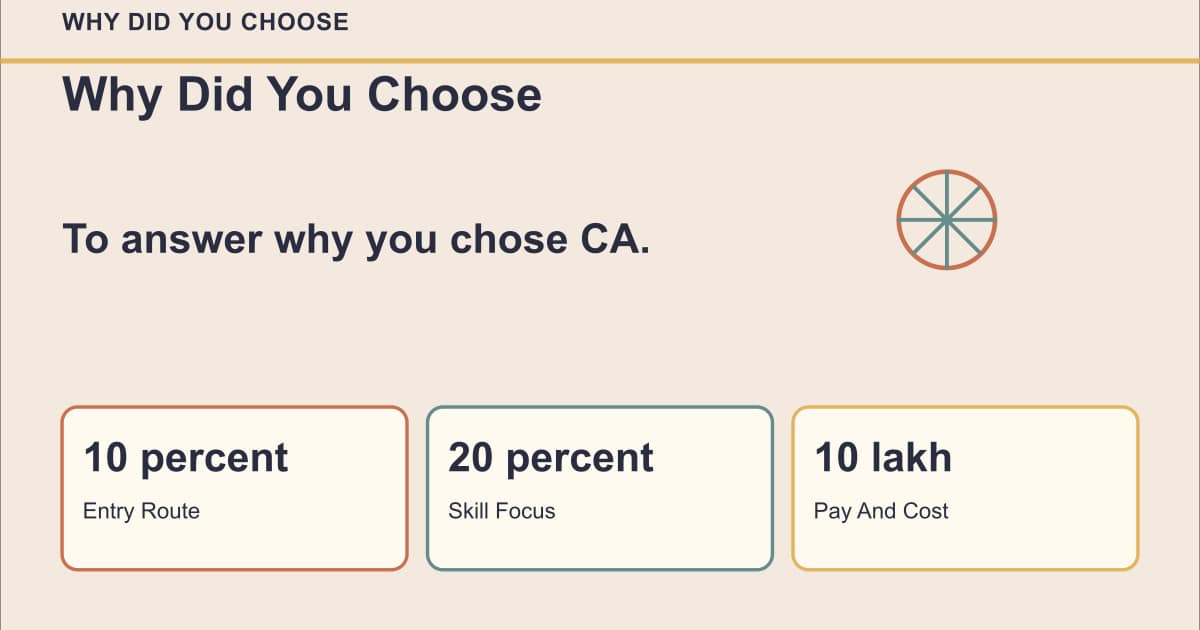 WHY DID YOU CHOOSE
Why Did You Choose
To answer why you chose CA.
10 percent
Entry Route
20 percent
Skill Focus
10 lakh
Pay And Cost